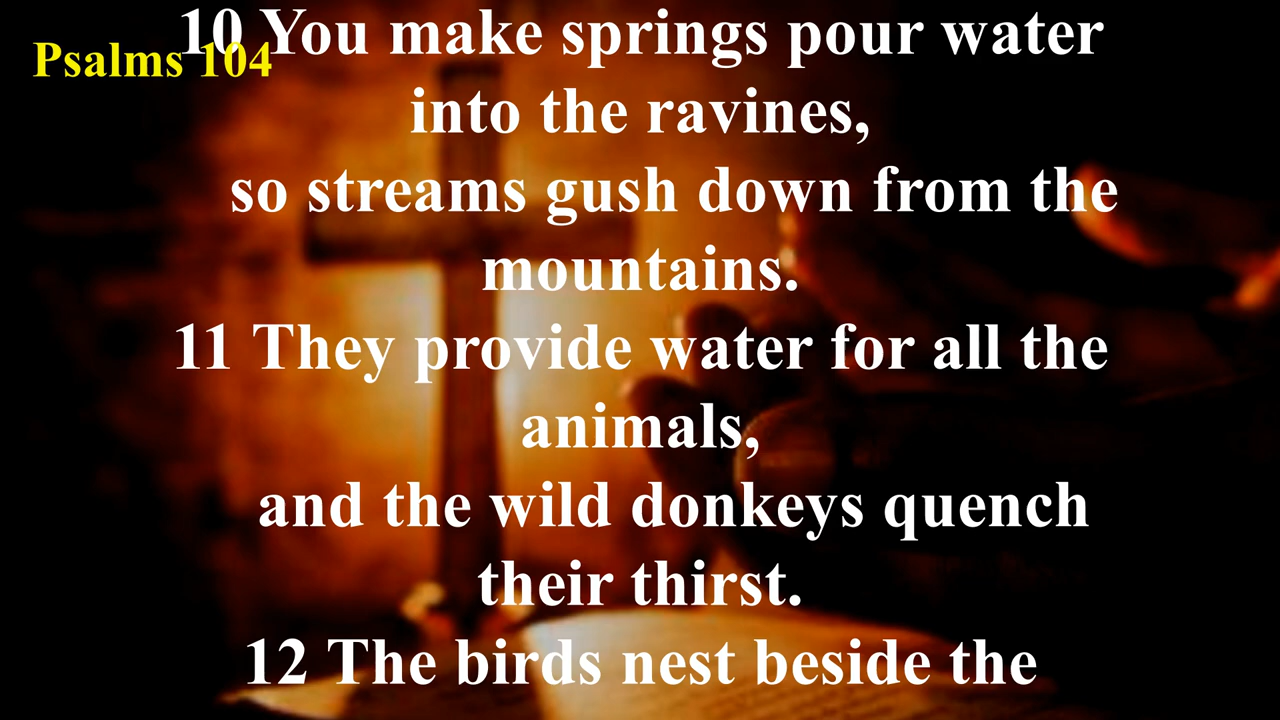 Psalms 104
10 You make springs pour water
into the ravines,
so streams gush down from the
mountains.
11 They provide water for all the
animals,
and the wild donkeys quench
their thirst.
12 The birds nest beside the